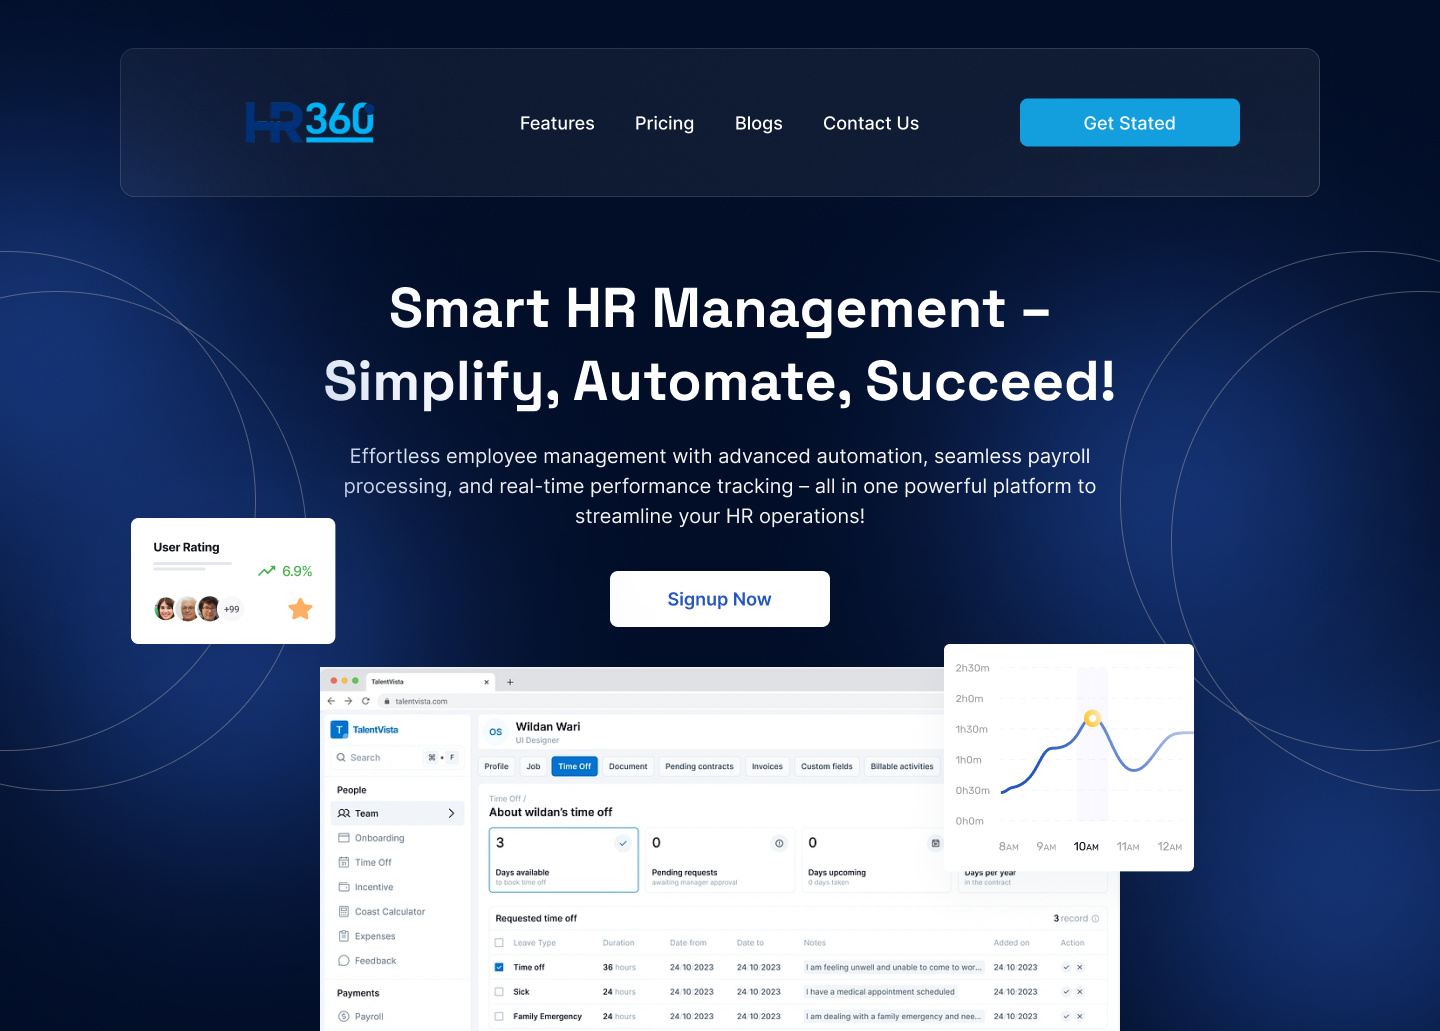 HR360
Features
Pricing
Blogs
Contact Us
Get Stated
Smart HR Management –
Simplify, Automate, Succeed!
Effortless employee management with advanced automation, seamless payroll
processing, and real-time performance tracking – all in one powerful platform to
streamline your HR operations!
User Rating
6.9%
+99
Signup Now
TalentVista
talentvista.com
T TalentVista
Search
⌘ • F
People
Team
Onboarding
Time Off
Incentive
Coast Calculator
Expenses
Feedback
Payments
Payroll
OS
Wildan Wari
UI Designer
Profile
Job
Time Off
Document
Pending contracts
Invoices
Custom fields
Billable activities
Time Off /
About wildan's time off
3
Days available
to book time off
0
Pending requests
awaiting manager approval
0
Days upcoming
0 days taken
Days per year
in the contract
Requested time off
3 record
Leave Type Duration Date from Date to Notes Added on Action
Time off 36 hours 24/10/2023 24/10/2023 I am feeling unwell and unable to come to wor... 24/10/2023
Sick 24 hours 24/10/2023 24/10/2023 I have a medical appointment scheduled 24/10/2023
Family Emergency 24 hours 24/10/2023 24/10/2023 I am dealing with a family emergency and nee... 24/10/2023
2h30m
2h0m
1h30m
1h0m
0h30m
0h0m
8AM 9AM 10AM 11AM 12AM